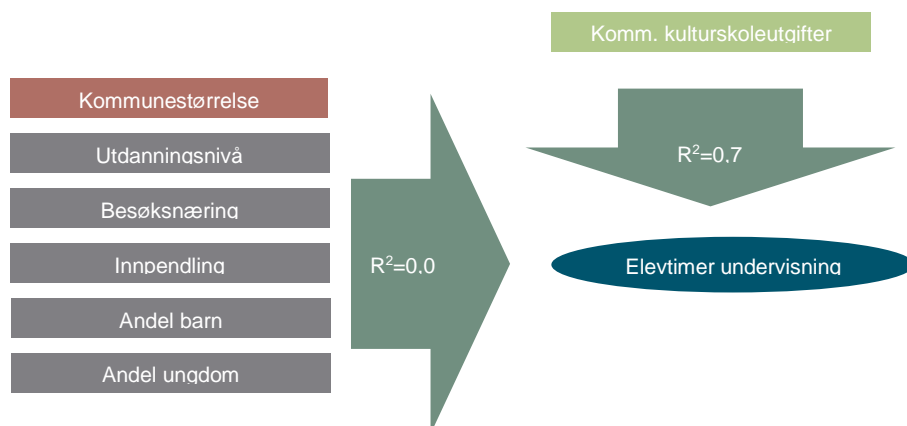 Komm. kulturskoleutgifter
Kommunestørrelse
Utdanningsnivå
Besøksnæring
Innpendling
Andel barn
Andel ungdom
R²=0,0
R²=0,7
Elevtimer undervisning